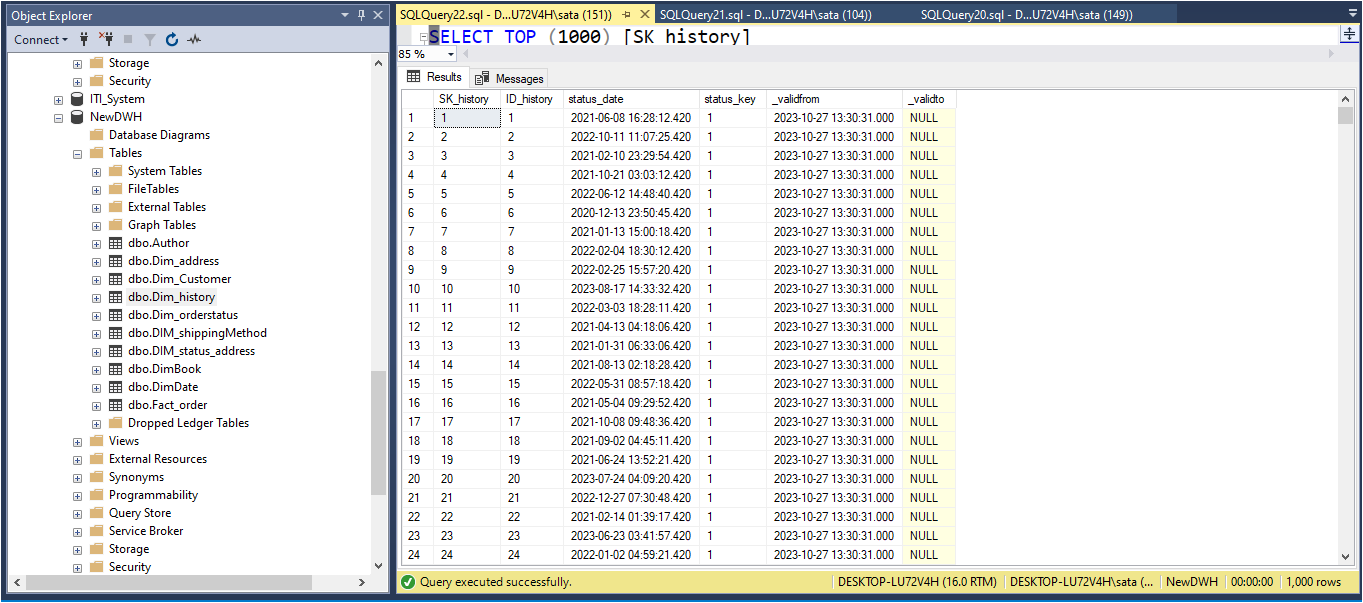 Object Explorer
Connect
Storage
Security
ITI_System
NewDWH
Database Diagrams
Tables
System Tables
FileTables
External Tables
Graph Tables
dbo.Author
dbo.Dim_address
dbo.Dim_Customer
dbo.Dim_history
dbo.Dim_orderstatus
dbo.DIM_shippingMethod
dbo.DIM_status_address
dbo.DimBook
dbo.DimDate
dbo.Fact_order
Dropped Ledger Tables
Views
External Resources
Synonyms
Programmability
Query Store
Service Broker
Storage
Security
SQLQuery22.sql - D...U72V4H\sata (151)) SQLQuery21.sql - D...U72V4H\sata (104)) SQLQuery20.sql - D...U72V4H\sata (149))
SELECT TOP (1000) [SK_history]
85 %
Results Messages
SK_history ID_history status_date status_key _validfrom _validto
1 1 1 2021-06-08 16:28:12.420 1 2023-10-27 13:30:31.000 NULL
2 2 2 2022-10-11 11:07:25.420 1 2023-10-27 13:30:31.000 NULL
3 3 3 2021-02-10 23:29:54.420 1 2023-10-27 13:30:31.000 NULL
4 4 4 2021-10-21 03:03:12.420 1 2023-10-27 13:30:31.000 NULL
5 5 5 2022-06-12 14:48:40.420 1 2023-10-27 13:30:31.000 NULL
6 6 6 2020-12-13 23:50:45.420 1 2023-10-27 13:30:31.000 NULL
7 7 7 2021-01-13 15:00:18.420 1 2023-10-27 13:30:31.000 NULL
8 8 8 2022-02-04 18:30:12.420 1 2023-10-27 13:30:31.000 NULL
9 9 9 2022-02-25 15:57:20.420 1 2023-10-27 13:30:31.000 NULL
10 10 10 2023-08-17 14:33:32.420 1 2023-10-27 13:30:31.000 NULL
11 11 11 2022-03-03 18:28:11.420 1 2023-10-27 13:30:31.000 NULL
12 12 12 2021-04-13 04:18:06.420 1 2023-10-27 13:30:31.000 NULL
13 13 13 2021-01-31 06:33:06.420 1 2023-10-27 13:30:31.000 NULL
14 14 14 2021-08-13 02:18:28.420 1 2023-10-27 13:30:31.000 NULL
15 15 15 2022-05-31 08:57:18.420 1 2023-10-27 13:30:31.000 NULL
16 16 16 2021-05-04 09:29:52.420 1 2023-10-27 13:30:31.000 NULL
17 17 17 2021-10-08 09:48:36.420 1 2023-10-27 13:30:31.000 NULL
18 18 18 2021-09-02 04:45:11.420 1 2023-10-27 13:30:31.000 NULL
19 19 19 2021-06-24 13:52:21.420 1 2023-10-27 13:30:31.000 NULL
20 20 20 2023-07-24 04:09:20.420 1 2023-10-27 13:30:31.000 NULL
21 21 21 2022-12-27 07:30:48.420 1 2023-10-27 13:30:31.000 NULL
22 22 22 2021-02-14 01:39:17.420 1 2023-10-27 13:30:31.000 NULL
23 23 23 2023-06-23 03:41:57.420 1 2023-10-27 13:30:31.000 NULL
24 24 24 2022-01-02 04:59:21.420 1 2023-10-27 13:30:31.000 NULL
Query executed successfully. DESKTOP-LU72V4H (16.0 RTM) DESKTOP-LU72V4H\sata (... NewDWH 00:00:00 1,000 rows